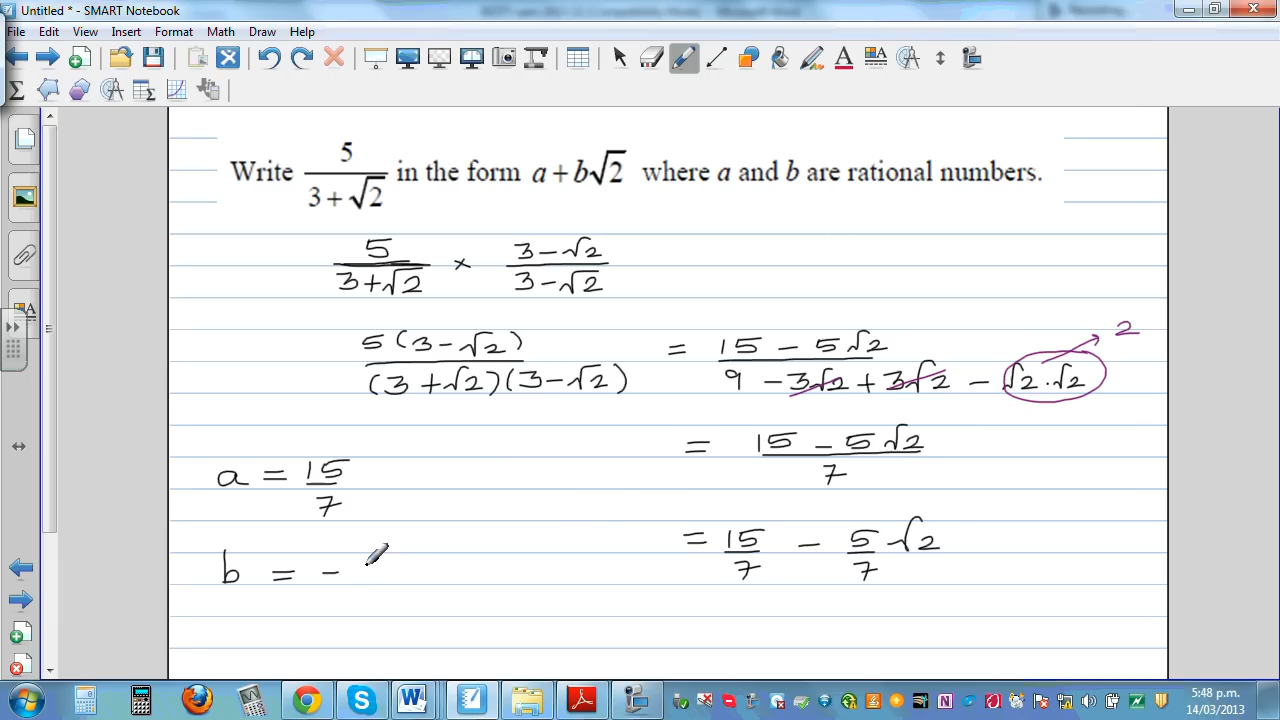 Untitled * - SMART Notebook
File Edit View Insert Format Math Draw Help
Write 5/(3 + √2) in the form a + b√2 where a and b are rational numbers.
5/(3+√2) × (3-√2)/(3-√2)
5(3-√2)/((3+√2)(3-√2)) = (15 - 5√2)/(9 - 3√2 + 3√2 - √2.√2) 2
= (15 - 5√2)/7
a = 15/7
= 15/7 - 5/7 √2
b = -
5:48 p.m.
14/03/2013